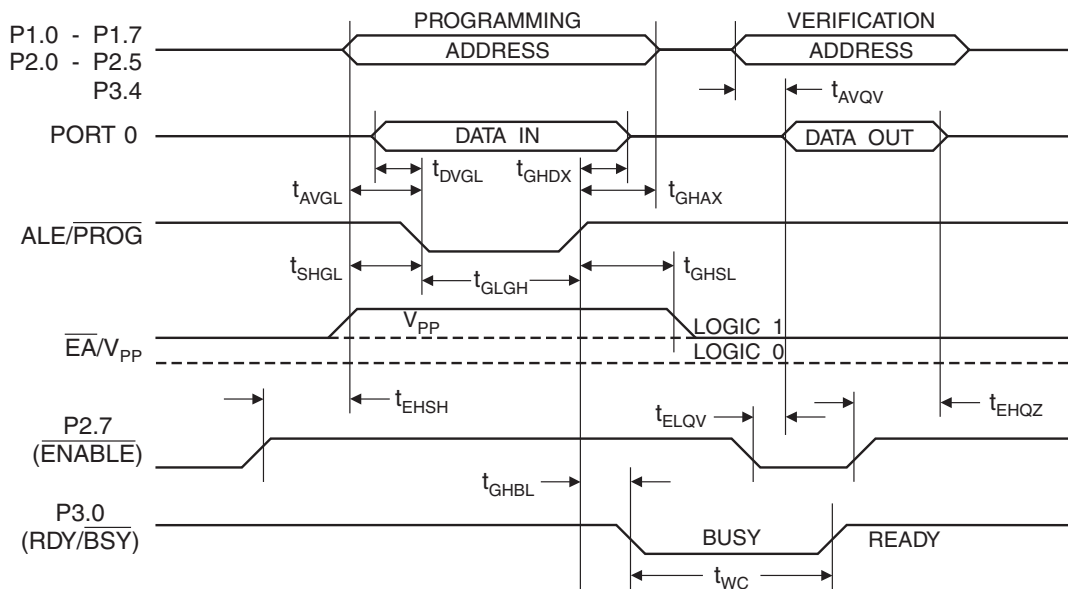 PROGRAMMING VERIFICATION
P1.0 - P1.7
P2.0 - P2.5
P3.4
ADDRESS ADDRESS
tAVQV
PORT 0 DATA IN DATA OUT
tDVGL tGHDX
tAVGL tGHAX
ALE/PROG
tSHGL tGLGH tGHSL
EA/VPP
VPP LOGIC 1
LOGIC 0
tEHSH tELQV tEHQZ
P2.7
(ENABLE)
tGHBL
P3.0
(RDY/BSY)
BUSY READY
tWC